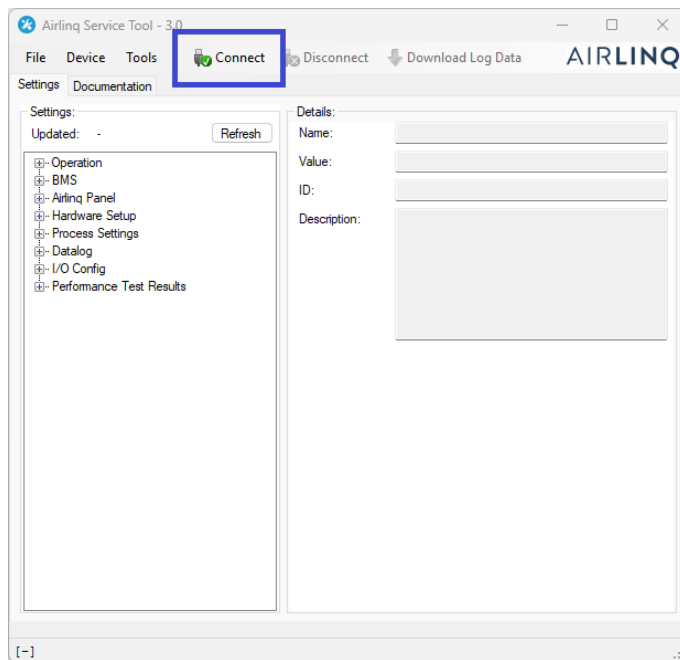 Airlinq Service Tool - 3.0
File Device Tools Connect Disconnect Download Log Data AIRLINQ
Settings Documentation
Settings:
Updated: - Refresh
Operation
BMS
Airlinq Panel
Hardware Setup
Process Settings
Datalog
I/O Config
Performance Test Results
Details:
Name:
Value:
ID:
Description:
[-]